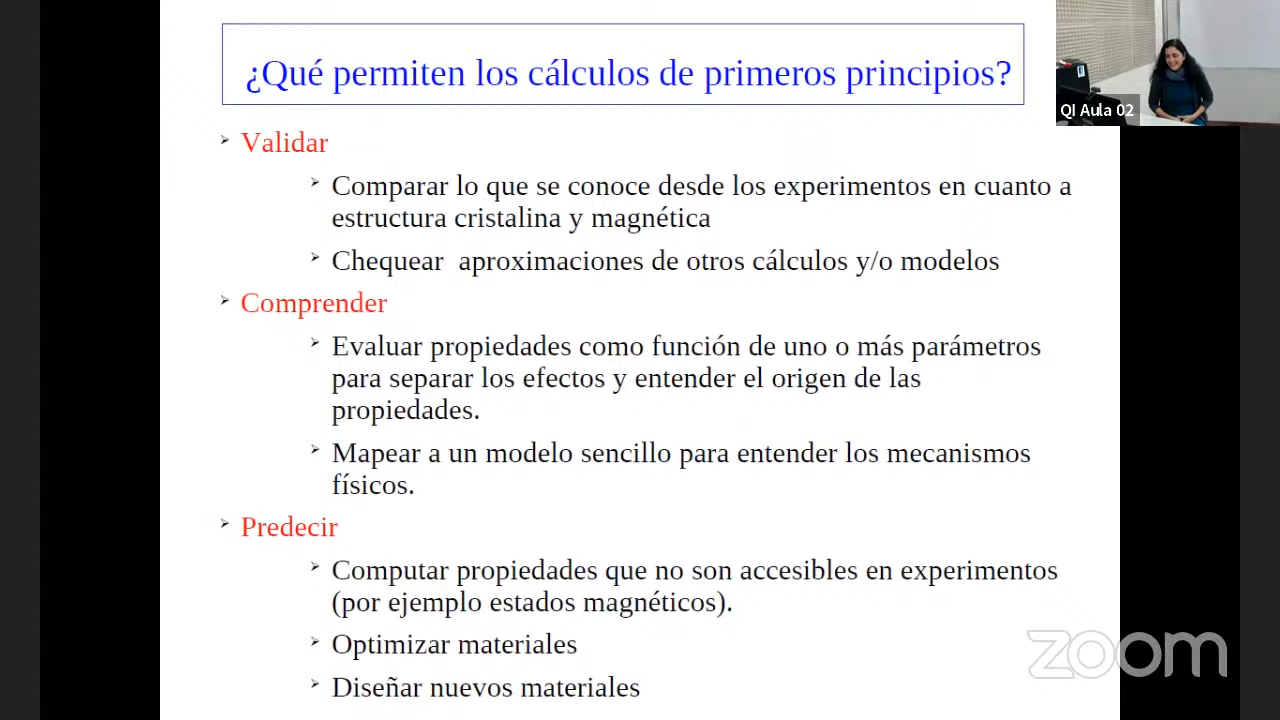 ¿Qué permiten los cálculos de primeros principios?
QI Aula 02
Validar
Comparar lo que se conoce desde los experimentos en cuanto a
estructura cristalina y magnética
Chequear aproximaciones de otros cálculos y/o modelos
Comprender
Evaluar propiedades como función de uno o más parámetros
para separar los efectos y entender el origen de las
propiedades.
Mapear a un modelo sencillo para entender los mecanismos
físicos.
Predecir
Computar propiedades que no son accesibles en experimentos
(por ejemplo estados magnéticos).
Optimizar materiales
Diseñar nuevos materiales
zoom